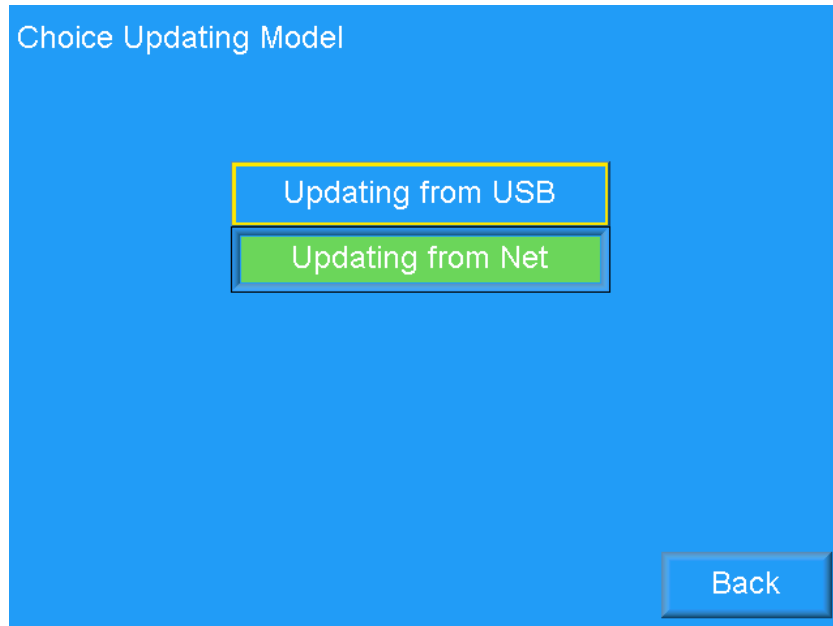 Choice Updating Model
Updating from USB
Updating from Net
Back